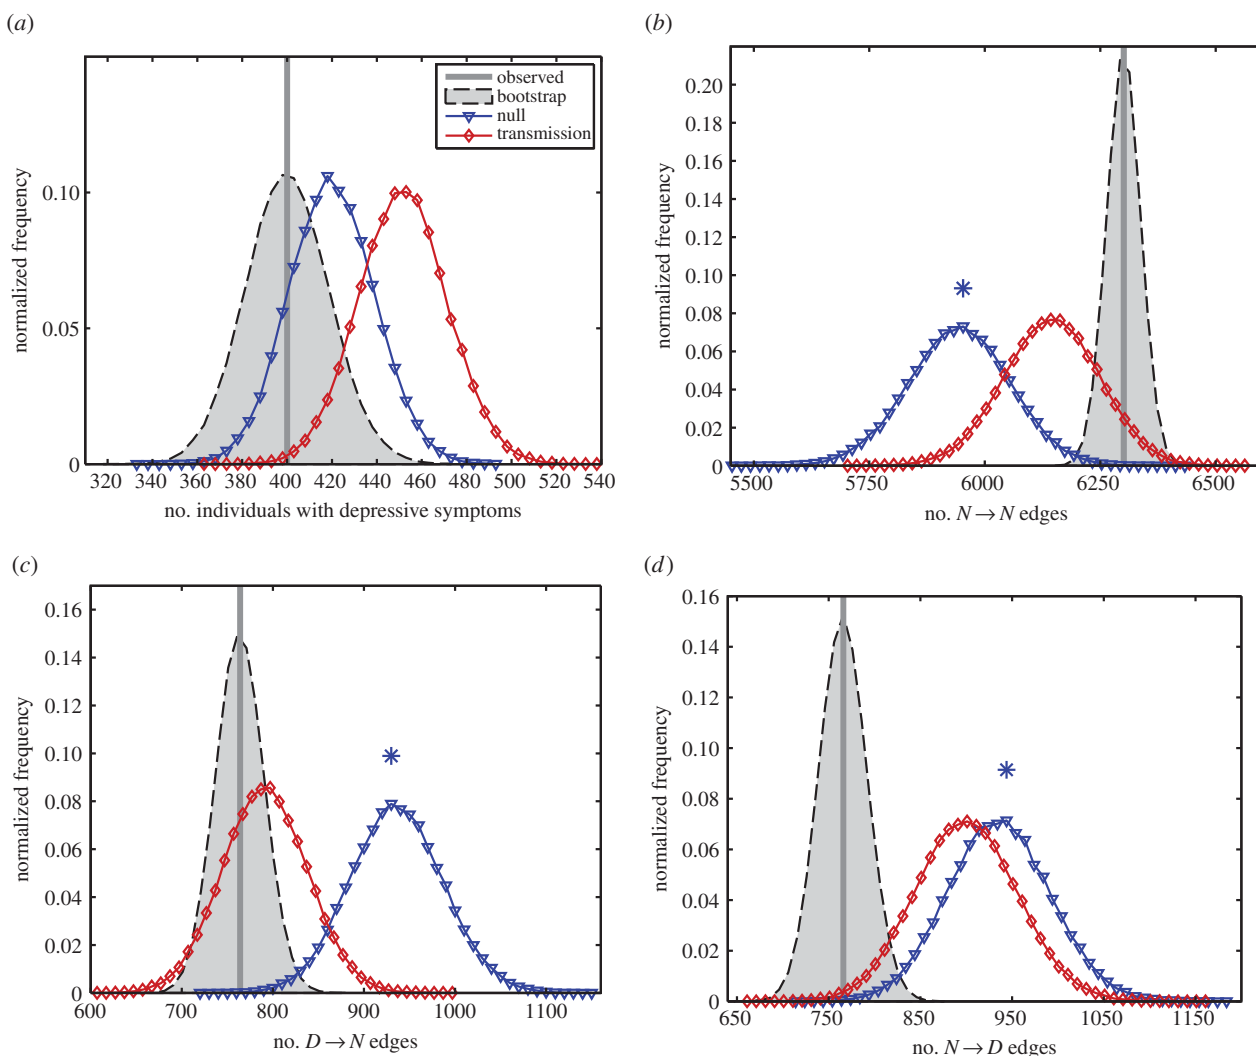 (a)
normalized frequency
0.10
0.05
0
320 340 360 380 400 420 440 460 480 500 520 540
no. individuals with depressive symptoms
observed
bootstrap
null
transmission
(b)
normalized frequency
0.20
0.18
0.16
0.14
0.12
0.10
0.08
0.06
0.04
0.02
0
5500 5750 6000 6250 6500
no. N→N edges
(c)
normalized frequency
0.16
0.14
0.12
0.10
0.08
0.06
0.04
0.02
0
600 700 800 900 1000 1100
no. D→N edges
(d)
normalized frequency
0.16
0.14
0.12
0.10
0.08
0.06
0.04
0.02
0
650 750 850 950 1050 1150
no. N→D edges